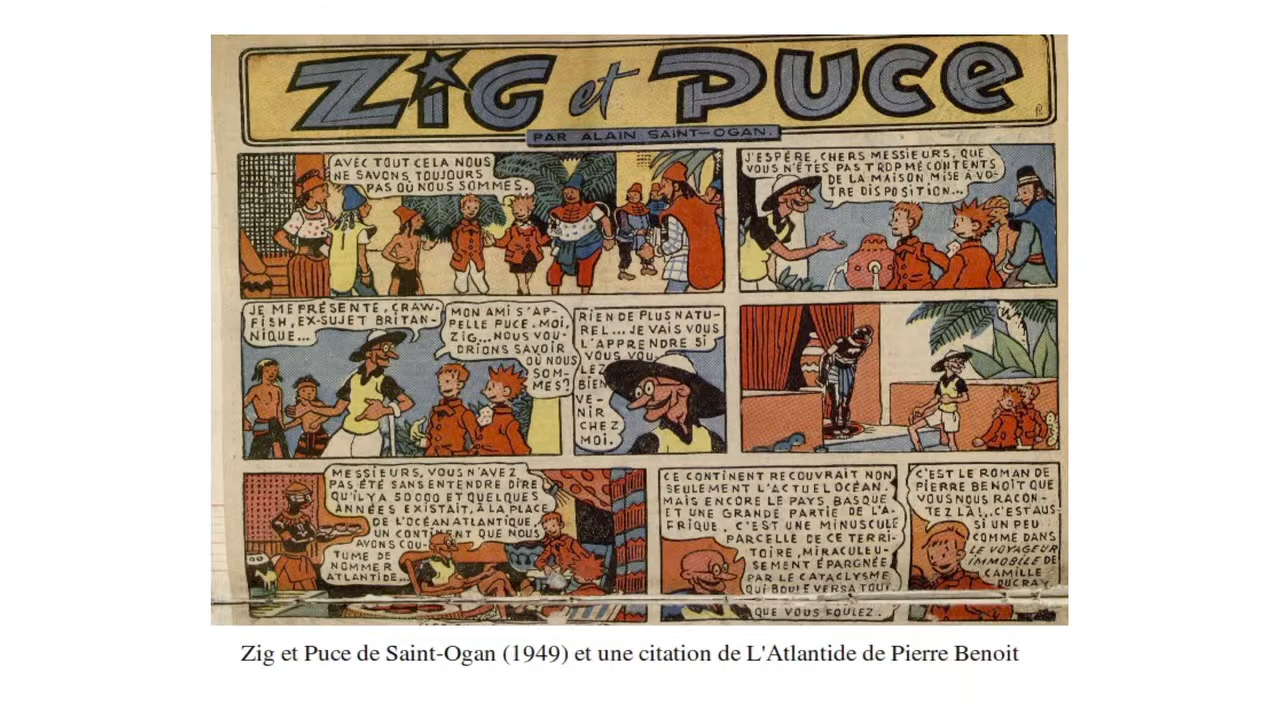 Zig et Puce
PAR ALAIN SAINT-OGAN.
AVEC TOUT CELA NOUS
NE SAVONS TOUJOURS
PAS OÙ NOUS SOMMES.
J'ESPÈRE, CHERS MESSIEURS, QUE
VOUS N'ÊTES PAS TROP MÉCONTENTS
DE LA MAISON MISE À VO-
TRE DISPOSITION...
JE ME PRÉSENTE, CRAW-
FISH, EX-SUJET BRITAN-
NIQUE...
MON AMI S'AP-
PELLE PUCE. MOI,
ZIG... NOUS VOU-
DRIONS SAVOIR
OÙ NOUS
SOM-
MES?
RIEN DE PLUS NATU-
REL... JE VAIS VOUS
L'APPRENDRE SI
VOUS VOU-
LEZ
BIEN
VE-
NIR
CHEZ
MOI.
MESSIEURS, VOUS N'AVEZ
PAS ÉTÉ SANS ENTENDRE DIRE
QU'IL Y A 50000 ET QUELQUES
ANNÉES EXISTAIT, À LA PLACE
DE L'OCÉAN ATLANTIQUE,
UN CONTINENT QUE NOUS
AVONS COU-
TUME DE
NOMMER
ATLANTIDE...
CE CONTINENT RECOUVRAIT NON
SEULEMENT L'ACTUEL OCÉAN.
MAIS ENCORE LE PAYS BASQUE
ET UNE GRANDE PARTIE DE L'A-
FRIQUE. C'EST UNE MINUSCULE
PARCELLE DE CE TERRI-
TOIRE, MIRACULEU-
SEMENT ÉPARGNÉE
PAR LE CATACLYSME
QUI BOULEVERSA TOUT,
QUE VOUS FOULEZ.
C'EST LE ROMAN DE
PIERRE BENOIT QUE
VOUS NOUS RACON-
TEZ LÀ!.. C'EST AUS
SI UN PEU
COMME DANS
LE VOYAGEUR
IMMOBILE DE
CAMILLE
DUCRAY.
Zig et Puce de Saint-Ogan (1949) et une citation de L'Atlantide de Pierre Benoit